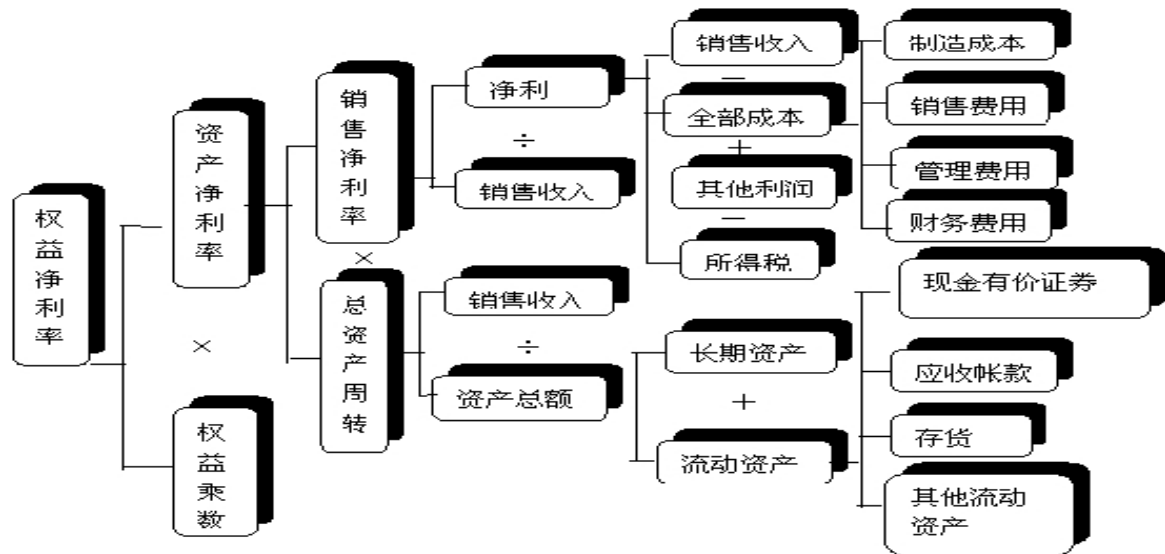 权益净利率
×
资产净利率
权益乘数
销售净利率
×
总资产周转
净利
÷
销售收入
销售收入
÷
资产总额
销售收入
－
全部成本
＋
其他利润
－
所得税
长期资产
＋
流动资产
制造成本
销售费用
管理费用
财务费用
现金有价证券
应收帐款
存货
其他流动
资产